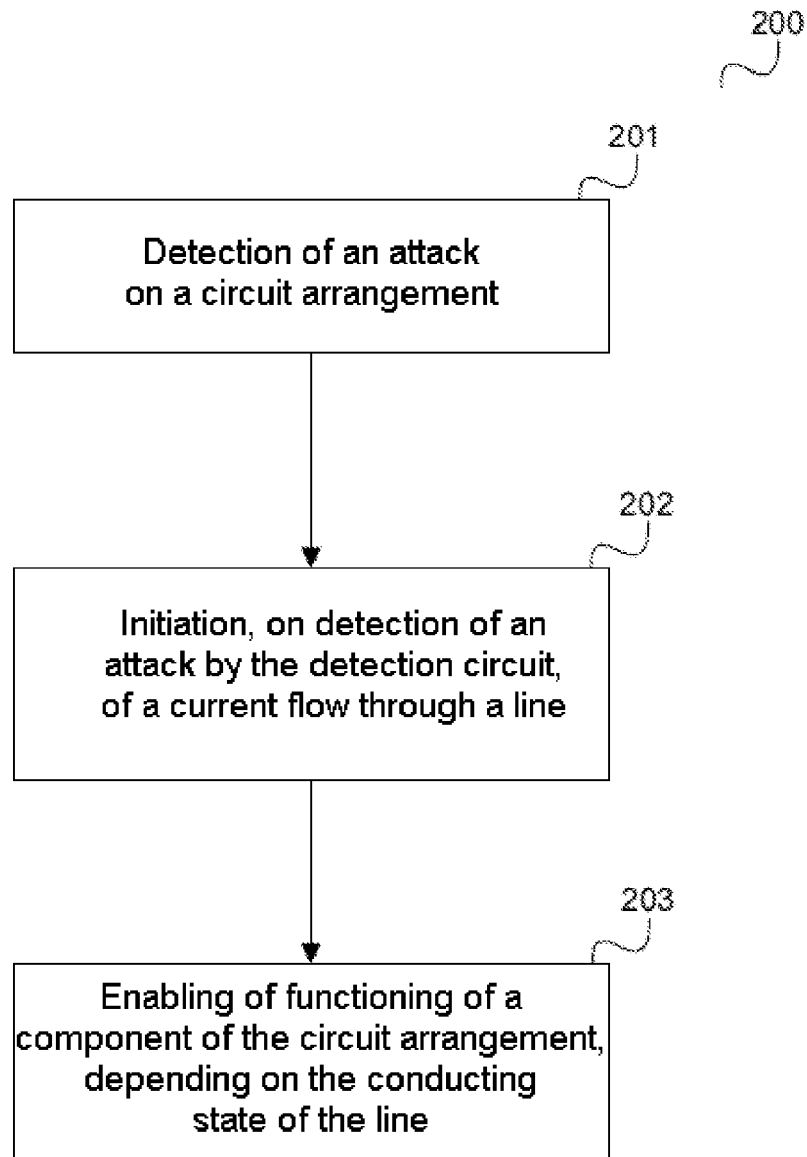 200
201
Detection of an attack
on a circuit arrangement
202
Initiation, on detection of an
attack by the detection circuit,
of a current flow through a line
203
Enabling of functioning of a
component of the circuit arrangement,
depending on the conducting
state of the line